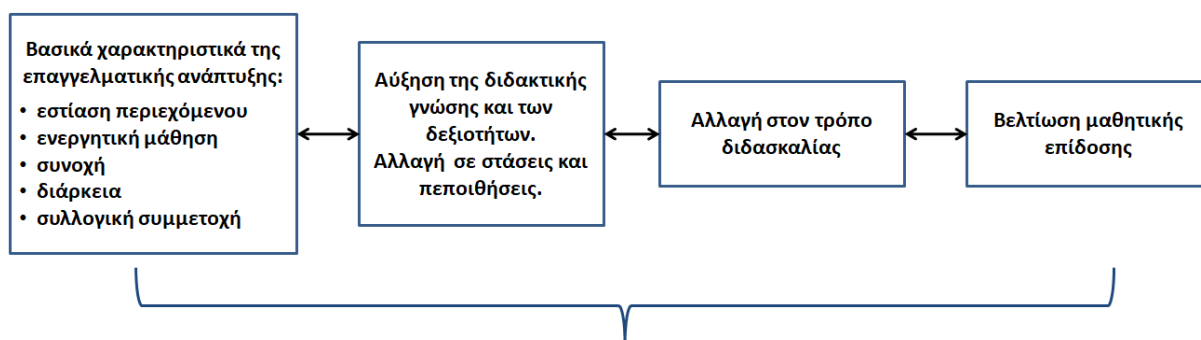 Βασικά χαρακτηριστικά της
επαγγελματικής ανάπτυξης:
• εστίαση περιεχόμενου
• ενεργητική μάθηση
• συνοχή
• διάρκεια
• συλλογική συμμετοχή
Αύξηση της διδακτικής
γνώσης και των
δεξιοτήτων.
Αλλαγή σε στάσεις και
πεποιθήσεις.
Αλλαγή στον τρόπο
διδασκαλίας
Βελτίωση μαθητικής
επίδοσης